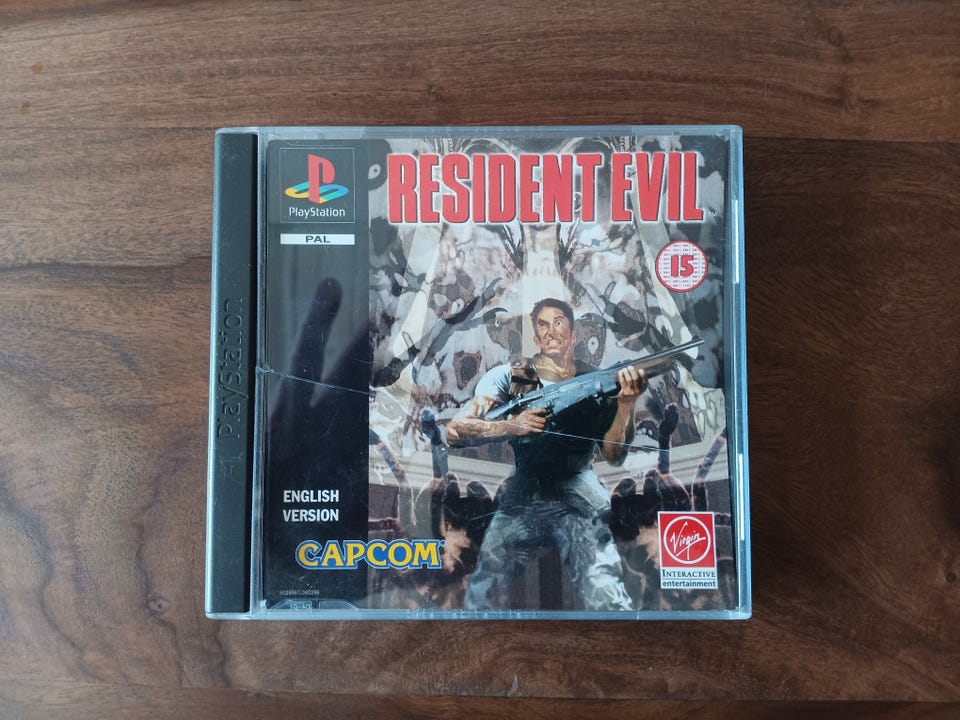 PlayStation
PAL
RESIDENT EVIL
15
PlayStation
ENGLISH
VERSION
CAPCOM
Virgin
INTERACTIVE
entertainment